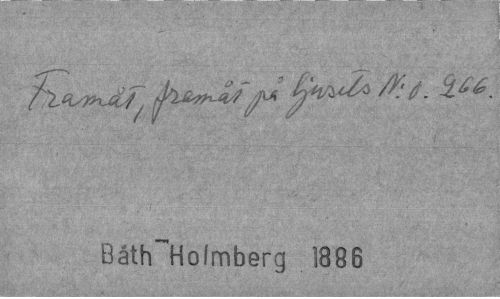 Framåt, framåt på ljusets N:o. 266.
Båth-Holmberg 1886